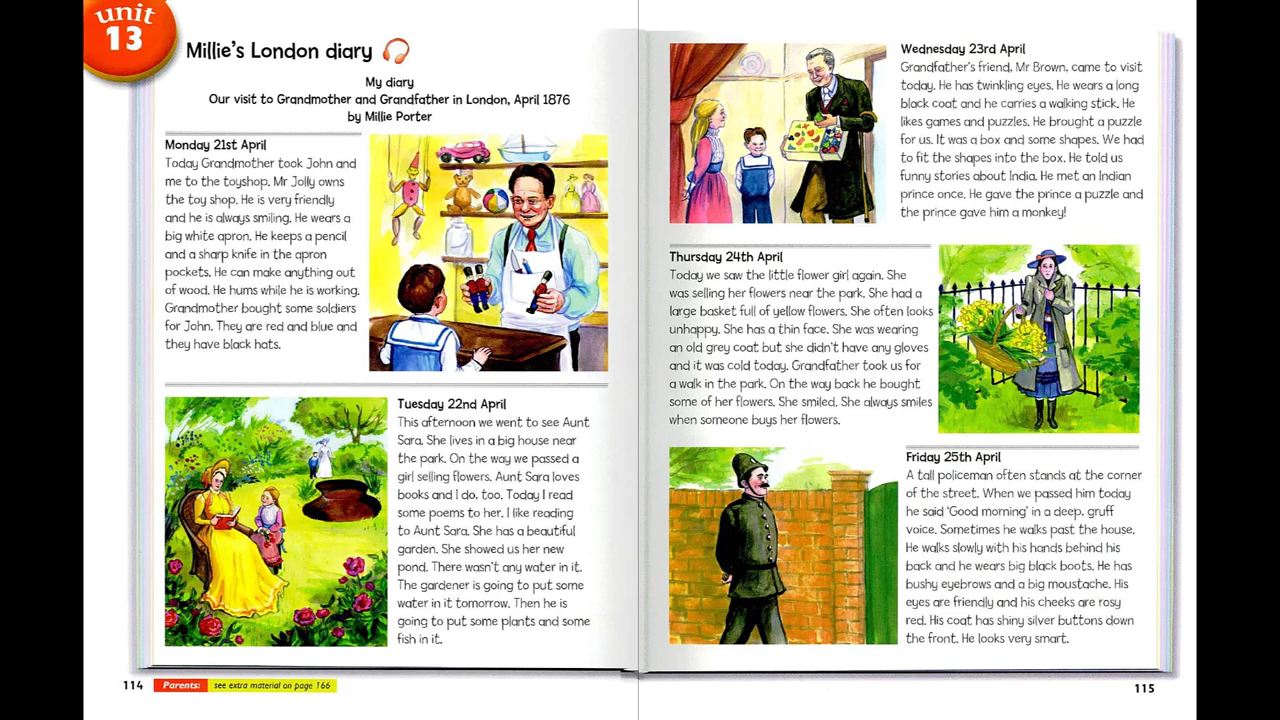 unit
13
Millie's London diary
My diary
Our visit to Grandmother and Grandfather in London, April 1876
by Millie Porter
Monday 21st April
Today Grandmother took John and
me to the toyshop. Mr Jolly owns
the toy shop. He is very friendly
and he is always smiling. He wears a
big white apron. He keeps a pencil
and a sharp knife in the apron
pockets. He can make anything out
of wood. He hums while he is working.
Grandmother bought some soldiers
for John. They are red and blue and
they have black hats.
Tuesday 22nd April
This afternoon we went to see Aunt
Sara. She lives in a big house near
the park. On the way we passed a
girl selling flowers. Aunt Sara loves
books and I do, too. Today I read
some poems to her. I like reading
to Aunt Sara. She has a beautiful
garden. She showed us her new
pond. There wasn't any water in it.
The gardener is going to put some
water in it tomorrow. Then he is
going to put some plants and some
fish in it.
114
Parents: see extra material on page 166
Wednesday 23rd April
Grandfather's friend, Mr Brown, came to visit
today. He has twinkling eyes. He wears a long
black coat and he carries a walking stick. He
likes games and puzzles. He brought a puzzle
for us. It was a box and some shapes. We had
to fit the shapes into the box. He told us
funny stories about India. He met an Indian
prince once. He gave the prince a puzzle and
the prince gave him a monkey!
Thursday 24th April
Today we saw the little flower girl again. She
was selling her flowers near the park. She had a
large basket full of yellow flowers. She often looks
unhappy. She has a thin face. She was wearing
an old grey coat but she didn't have any gloves
and it was cold today. Grandfather took us for
a walk in the park. On the way back he bought
some of her flowers. She smiled. She always smiles
when someone buys her flowers.
Friday 25th April
A tall policeman often stands at the corner
of the street. When we passed him today
he said 'Good morning' in a deep, gruff
voice. Sometimes he walks past the house.
He walks slowly with his hands behind his
back and he wears big black boots. He has
bushy eyebrows and a big moustache. His
eyes are friendly and his cheeks are rosy
red. His coat has shiny silver buttons down
the front. He looks very smart.
115